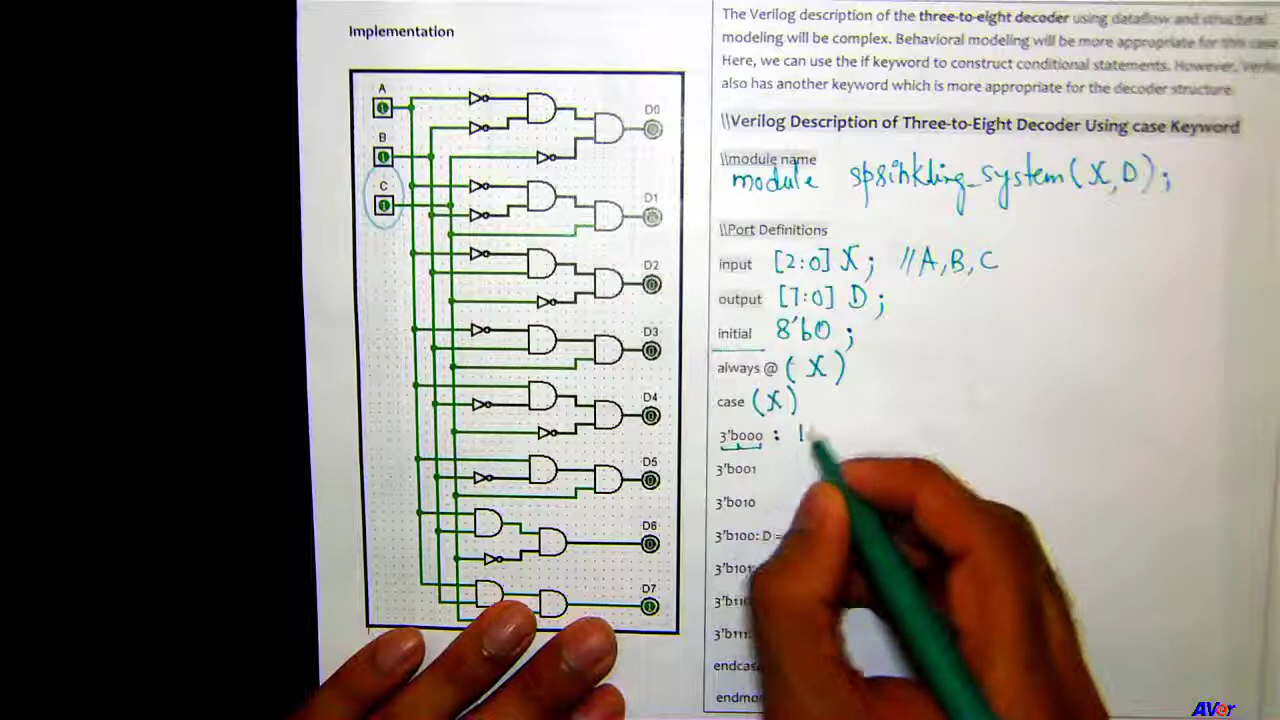 Implementation
A
B
C
D0
D1
D2
D3
D4
D5
D6
D7
The Verilog description of the three-to-eight decoder using dataflow and structural
modeling will be complex. Behavioral modeling will be more appropriate for this case
Here, we can use the if keyword to construct conditional statements. However, Verilog
also has another keyword which is more appropriate for the decoder structure.
\\Verilog Description of Three-to-Eight Decoder Using case Keyword
\\module name
module spsinkling_system(X,D);
\\Port Definitions
input [2:0] X; //A,B,C
output [7:0] D;
initial 8'b0;
always @ (X)
case (X)
3'b000 :
3'b001
3'b010
3'b100: D =
3'b101:
3'b111:
AVer